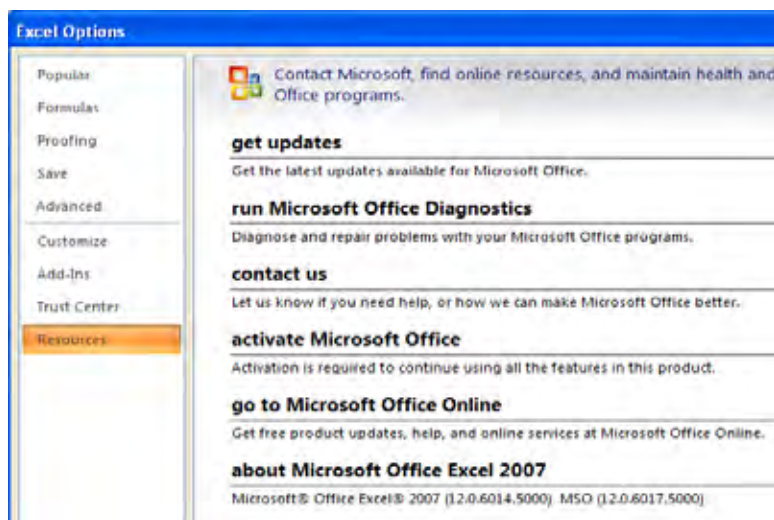 Excel Options
Popular
Formulas
Proofing
Save
Advanced
Customize
Add-Ins
Trust Center
Resources
Contact Microsoft, find online resources, and maintain health and
Office programs.
get updates
Get the latest updates available for Microsoft Office.
run Microsoft Office Diagnostics
Diagnose and repair problems with your Microsoft Office programs.
contact us
Let us know if you need help, or how we can make Microsoft Office better.
activate Microsoft Office
Activation is required to continue using all the features in this product.
go to Microsoft Office Online
Get free product updates, help, and online services at Microsoft Office Online.
about Microsoft Office Excel 2007
Microsoft® Office Excel® 2007 (12.0.6014.5000) MSO (12.0.6017.5000)